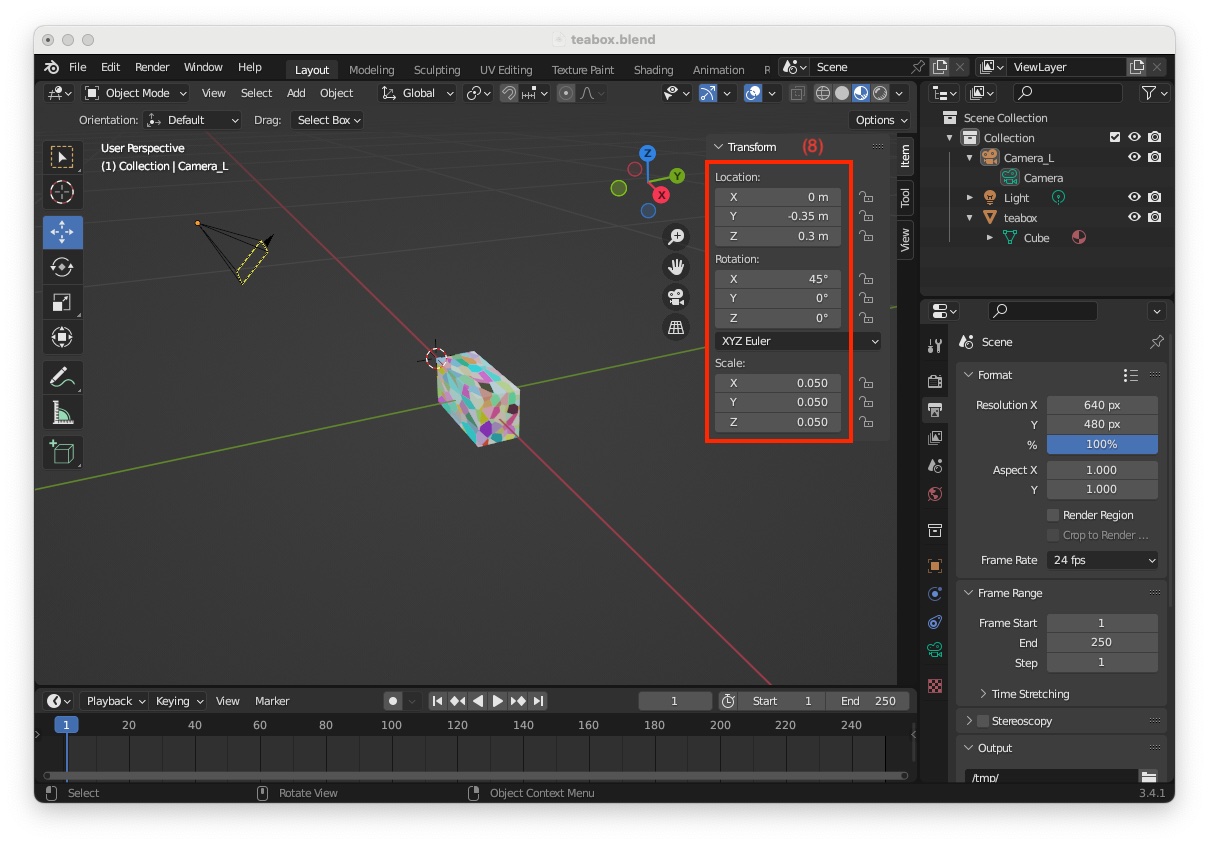 teabox.blend
File Edit Render Window Help Layout Modeling Sculpting UV Editing Texture Paint Shading Animation R Scene ViewLayer
Object Mode View Select Add Object Global
Orientation: Default Drag: Select Box Options
User Perspective
(1) Collection | Camera_L
Z
Y
X
Transform (8)
Location:
X 0 m
Y -0.35 m
Z 0.3 m
Rotation:
X 45°
Y 0°
Z 0°
XYZ Euler
Scale:
X 0.050
Y 0.050
Z 0.050
Item
Tool
View
Scene Collection
Collection
Camera_L
Camera
Light
teabox
Cube
Scene
Format
Resolution X 640 px
Y 480 px
% 100%
Aspect X 1.000
Y 1.000
Render Region
Crop to Render ...
Frame Rate 24 fps
Frame Range
Frame Start 1
End 250
Step 1
Time Stretching
Stereoscopy
Output
/tmp/
Playback Keying View Marker 1 Start 1 End 250
1 20 40 60 80 100 120 140 160 180 200 220 240
Select Rotate View Object Context Menu 3.4.1